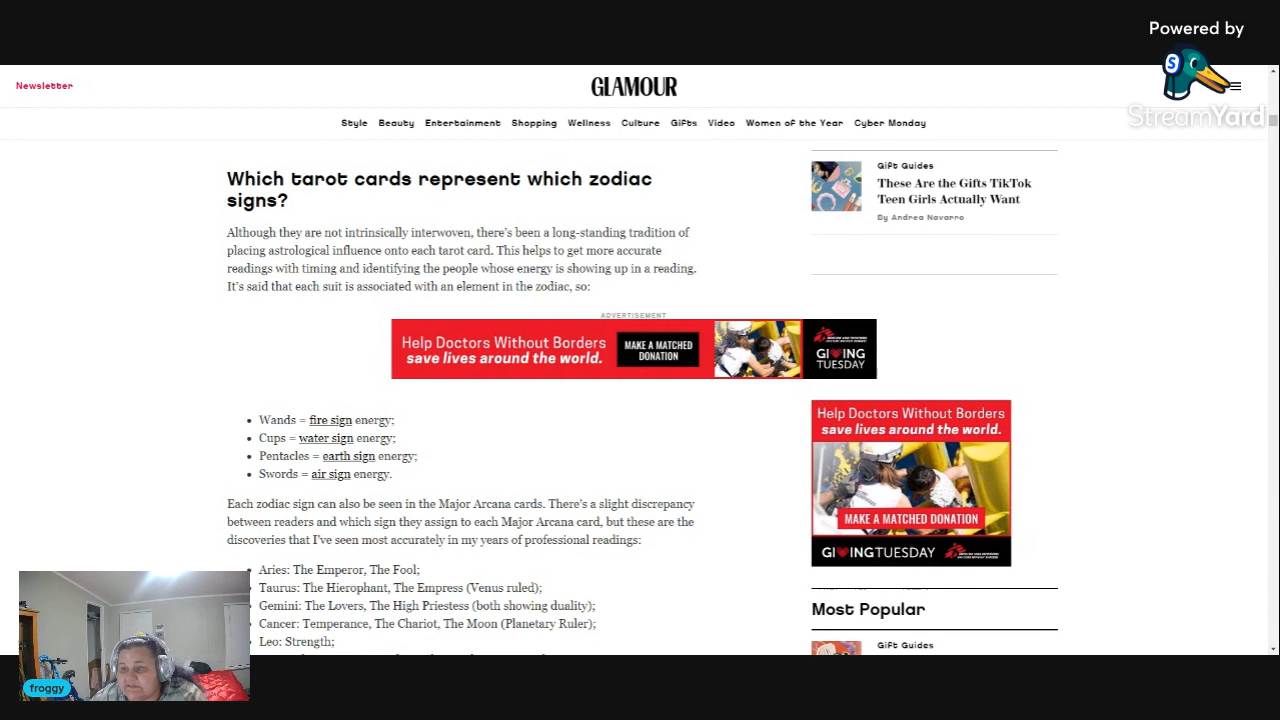 Powered by
StreamYard
Newsletter
GLAMOUR
Style Beauty Entertainment Shopping Wellness Culture Gifts Video Women of the Year Cyber Monday
Which tarot cards represent which zodiac
signs?
Although they are not intrinsically interwoven, there's been a long-standing tradition of
placing astrological influence onto each tarot card. This helps to get more accurate
readings with timing and identifying the people whose energy is showing up in a reading.
It's said that each suit is associated with an element in the zodiac, so:
Gift Guides
These Are the Gifts TikTok
Teen Girls Actually Want
By Andrea Navarro
ADVERTISEMENT
Help Doctors Without Borders
save lives around the world.
MAKE A MATCHED
DONATION
GIVING
TUESDAY
• Wands = fire sign energy;
• Cups = water sign energy;
• Pentacles = earth sign energy;
• Swords = air sign energy.
Each zodiac sign can also be seen in the Major Arcana cards. There's a slight discrepancy
between readers and which sign they assign to each Major Arcana card, but these are the
discoveries that I've seen most accurately in my years of professional readings:
• Aries: The Emperor, The Fool;
• Taurus: The Hierophant, The Empress (Venus ruled);
• Gemini: The Lovers, The High Priestess (both showing duality);
• Cancer: Temperance, The Chariot, The Moon (Planetary Ruler);
• Leo: Strength;
Help Doctors Without Borders
save lives around the world.
MAKE A MATCHED DONATION
GIVINGTUESDAY
Most Popular
Gift Guides
froggy